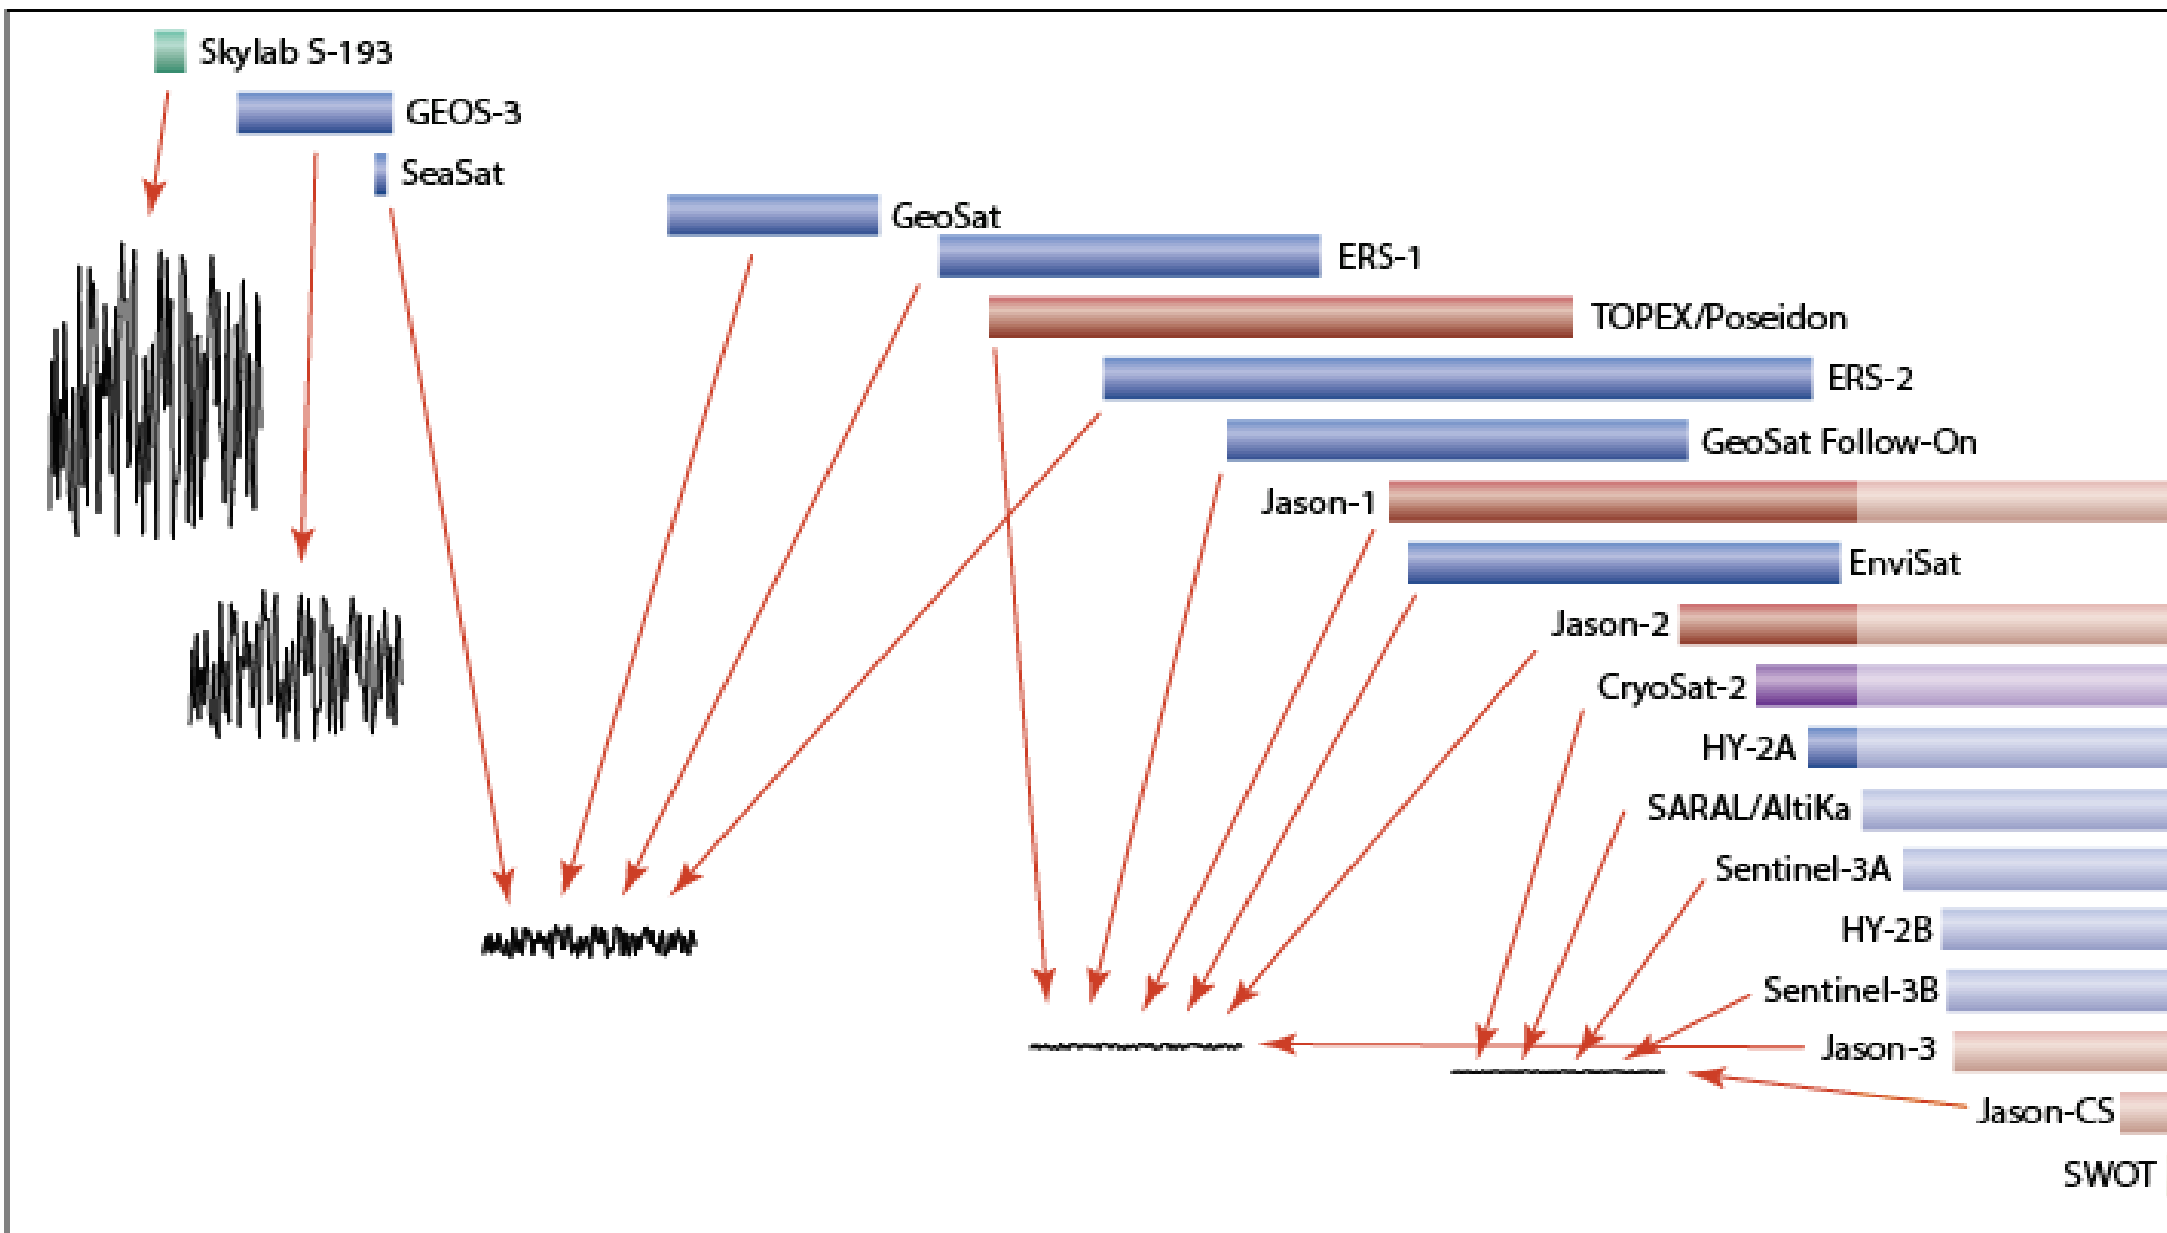 Skylab S-193
GEOS-3
SeaSat
GeoSat
ERS-1
TOPEX/Poseidon
ERS-2
GeoSat Follow-On
Jason-1
EnviSat
Jason-2
CryoSat-2
HY-2A
SARAL/AltiKa
Sentinel-3A
HY-2B
Sentinel-3B
Jason-3
Jason-CS
SWOT